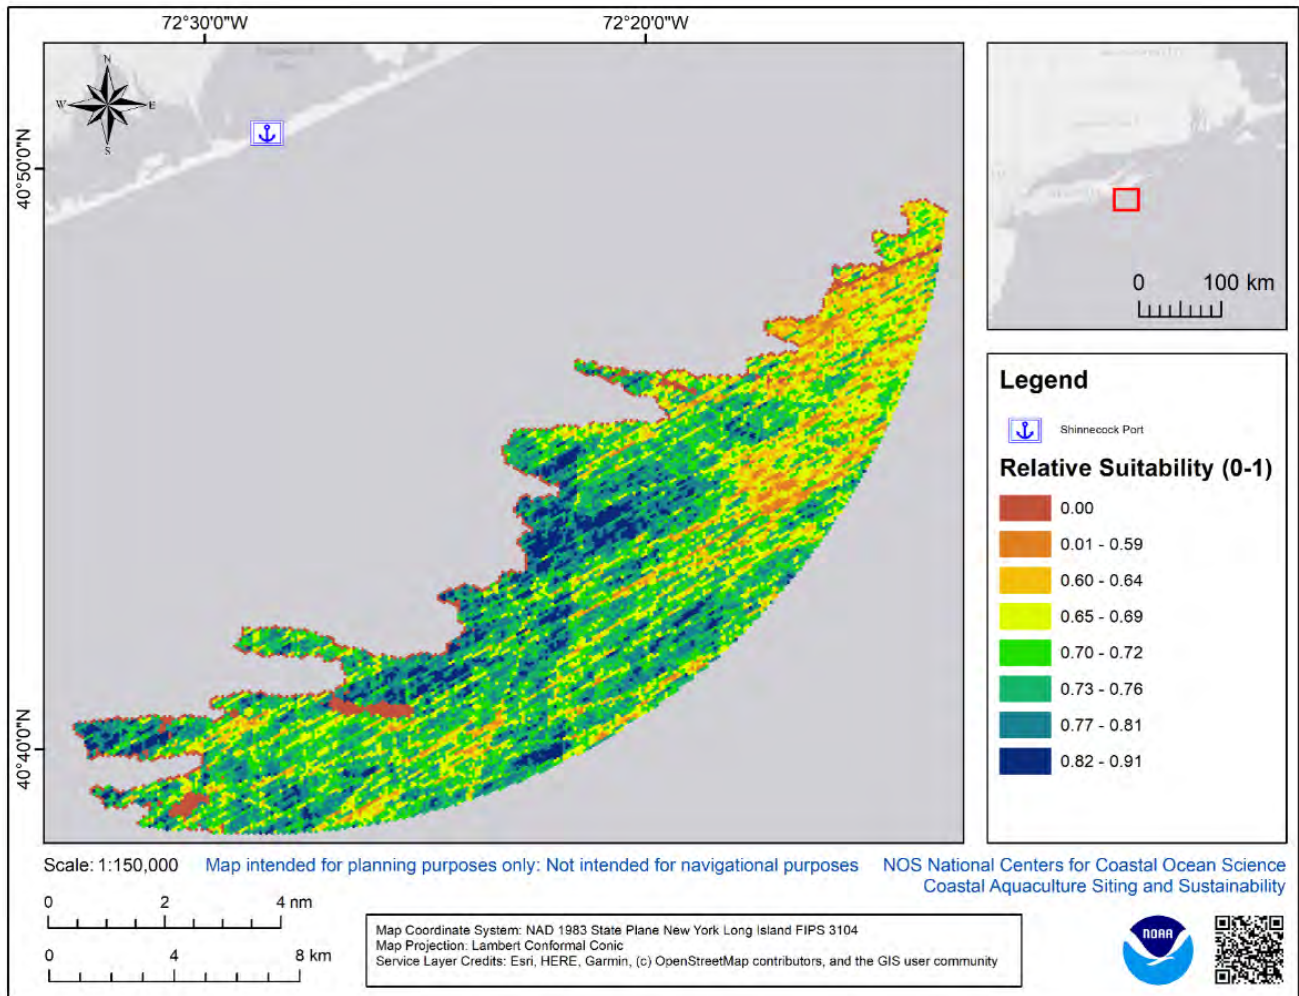 72°30'0"W
72°20'0"W
N
W
E
S
40°50'0"N
40°40'0"N
0 100 km
Legend
Shinnecock Port
Relative Suitability (0-1)
0.00
0.01 - 0.59
0.60 - 0.64
0.65 - 0.69
0.70 - 0.72
0.73 - 0.76
0.77 - 0.81
0.82 - 0.91
Scale: 1:150,000
Map intended for planning purposes only: Not intended for navigational purposes
NOS National Centers for Coastal Ocean Science
Coastal Aquaculture Siting and Sustainability
0 2 4 nm
0 4 8 km
Map Coordinate System: NAD 1983 State Plane New York Long Island FIPS 3104
Map Projection: Lambert Conformal Conic
Service Layer Credits: Esri, HERE, Garmin, (c) OpenStreetMap contributors, and the GIS user community
NOAA